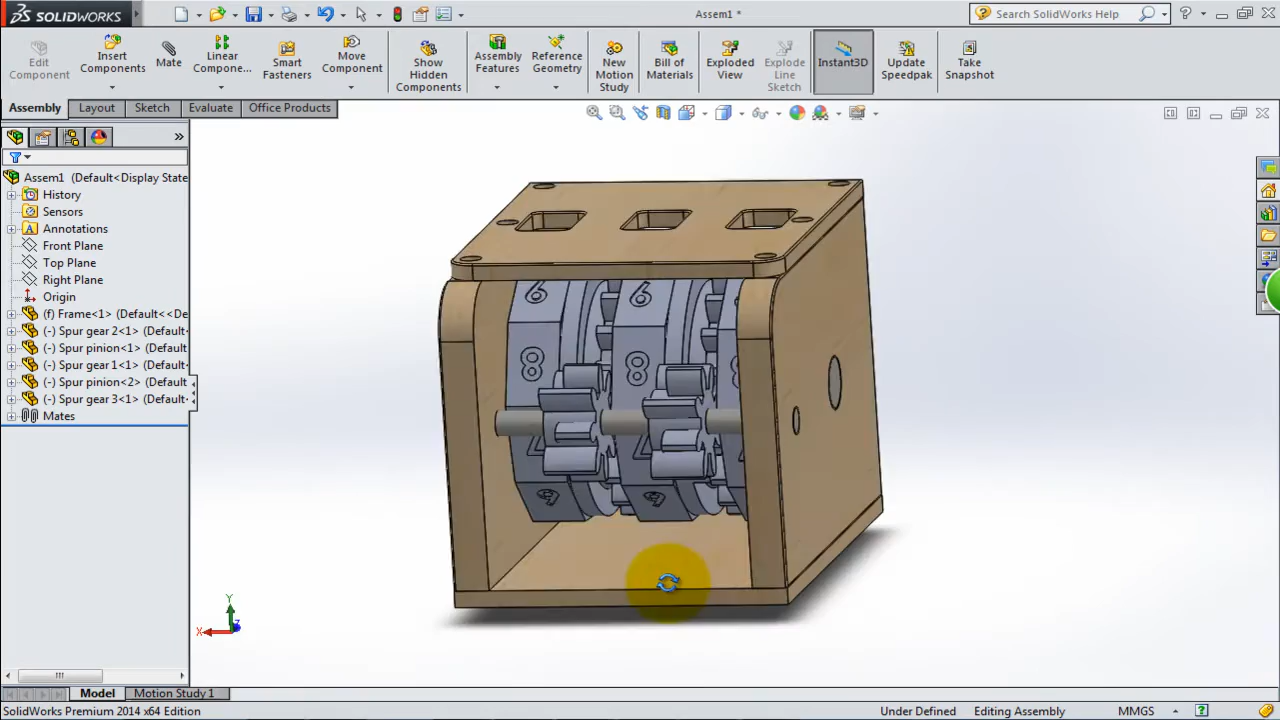 SOLIDWORKS
Assem1 *
Search SolidWorks Help
Edit Component
Insert Components
Mate
Linear Compone...
Smart Fasteners
Move Component
Show Hidden Components
Assembly Features
Reference Geometry
New Motion Study
Bill of Materials
Exploded View
Explode Line Sketch
Instant3D
Update Speedpak
Take Snapshot
Assembly
Layout
Sketch
Evaluate
Office Products
Assem1 (Default<Display State
History
Sensors
Annotations
Front Plane
Top Plane
Right Plane
Origin
(f) Frame<1> (Default<<De
(-) Spur gear 2<1> (Default
(-) Spur pinion<1> (Default
(-) Spur gear 1<1> (Default
(-) Spur pinion<2> (Default
(-) Spur gear 3<1> (Default
Mates
Y
X
Z
Model
Motion Study 1
SolidWorks Premium 2014 x64 Edition
Under Defined
Editing Assembly
MMGS